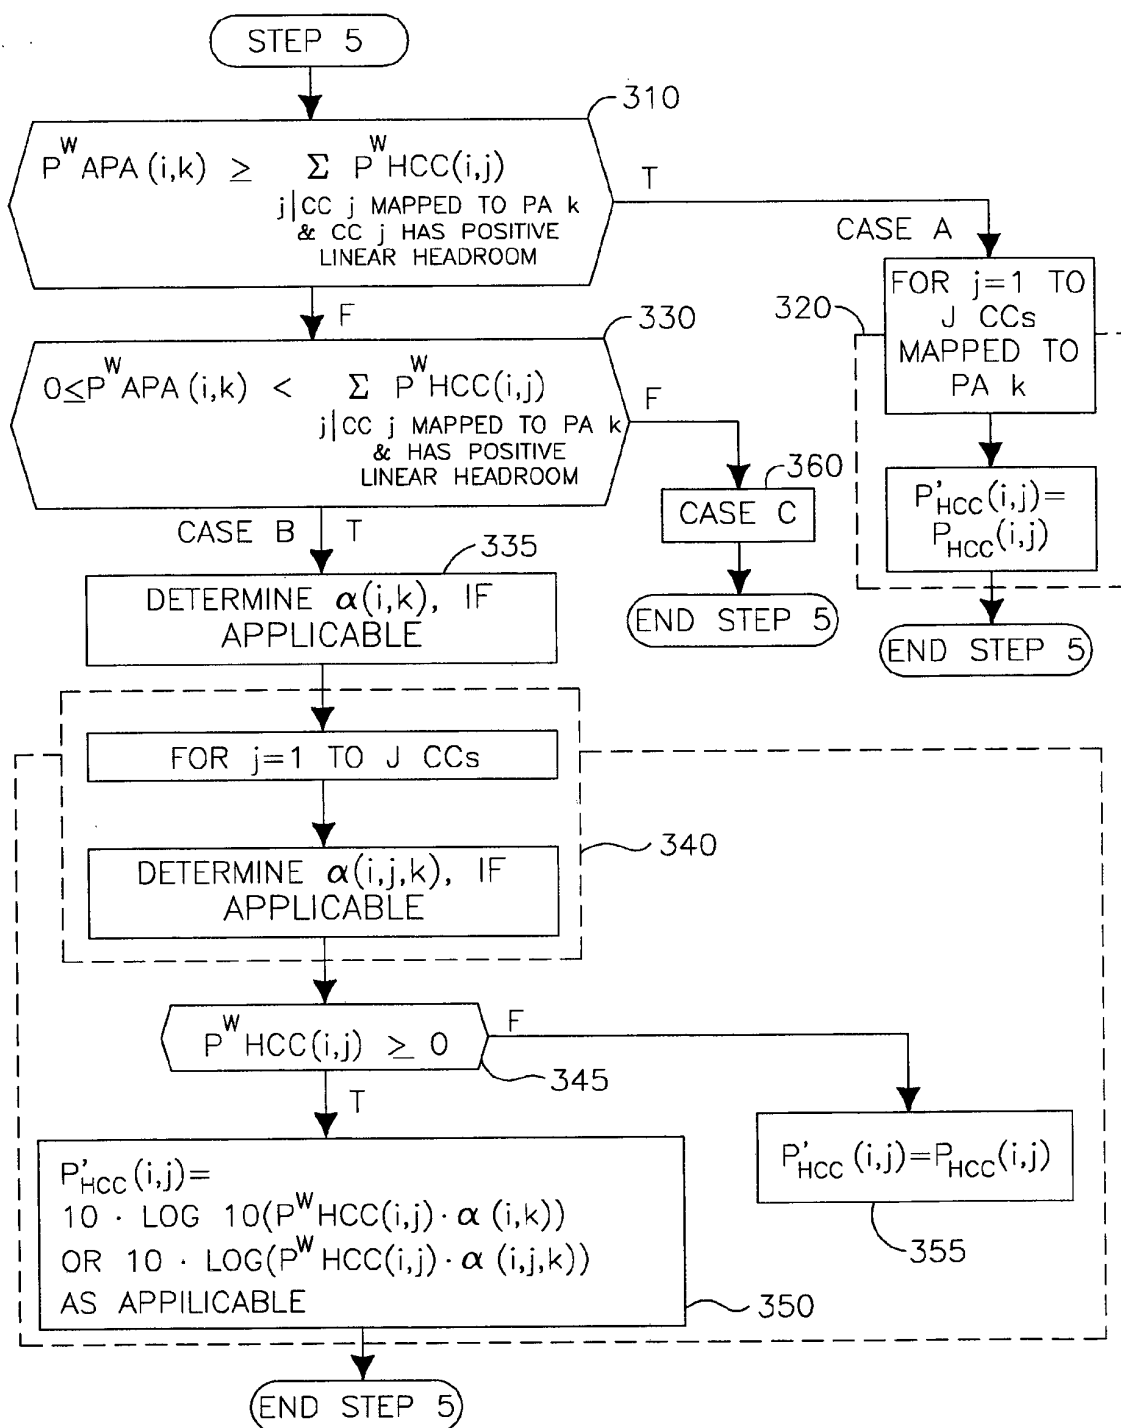 STEP 5
310
P^W APA (i,k) ≥ Σ P^W HCC(i,j)
j|CC j MAPPED TO PA k
& CC j HAS POSITIVE
LINEAR HEADROOM
T
CASE A
F
320
FOR j=1 TO
J CCs
MAPPED TO
PA k
330
0≤P^W APA (i,k) < Σ P^W HCC(i,j)
j|CC j MAPPED TO PA k
& HAS POSITIVE
LINEAR HEADROOM
F
360
CASE C
P'HCC(i,j)=
PHCC(i,j)
CASE B T
335
DETERMINE α(i,k), IF
APPLICABLE
END STEP 5
END STEP 5
FOR j=1 TO J CCs
340
DETERMINE α(i,j,k), IF
APPLICABLE
P^W HCC(i,j) ≥ 0
F
345
T
P'HCC (i,j)=
10 · LOG 10(P^W HCC(i,j) · α (i,k))
OR 10 · LOG(P^W HCC(i,j) · α (i,j,k))
AS APPILICABLE
350
P'HCC (i,j)=PHCC(i,j)
355
END STEP 5